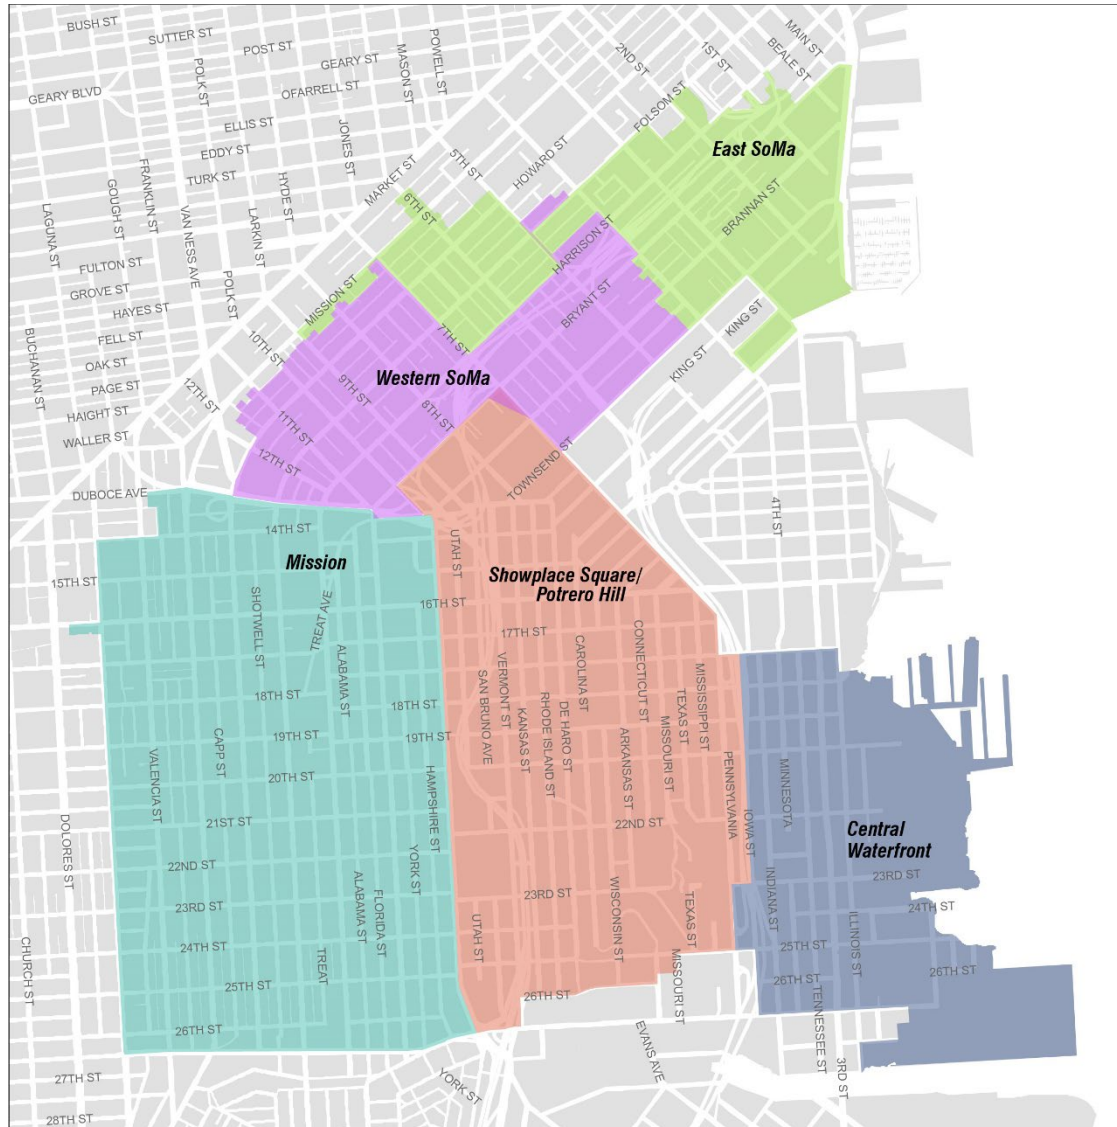 BUSH ST
SUTTER ST
POST ST
GEARY ST
POWELL ST
MASON ST
POLK ST
GEARY BLVD
OFARRELL ST
JONES ST
2ND ST
1ST ST
MAIN ST
BEALE ST
FOLSOM ST
ELLIS ST
EDDY ST
TURK ST
HYDE ST
MARKET ST
5TH ST
HOWARD ST
East SoMa
LAGUNA ST
GOUGH ST
FRANKLIN ST
VAN NESS AVE
LARKIN ST
6TH ST
BRANNAN ST
HARRISON ST
FULTON ST
GROVE ST
HAYES ST
POLK ST
MISSION ST
BRYANT ST
KING ST
FELL ST
OAK ST
PAGE ST
HAIGHT ST
WALLER ST
BUCHANAN ST
10TH ST
12TH ST
7TH ST
9TH ST
8TH ST
Western SoMa
KING ST
11TH ST
12TH ST
TOWNSEND ST
DUBOCE AVE
4TH ST
14TH ST
UTAH ST
Mission
Showplace Square/
Potrero Hill
15TH ST
16TH ST
SHOTWELL ST
TREAT AVE
17TH ST
ALABAMA ST
VERMONT ST
SAN BRUNO AVE
CAROLINA ST
CONNECTICUT ST
MISSISSIPPI ST
TEXAS ST
18TH ST
18TH ST
KANSAS ST
RHODE ISLAND ST
DE HARO ST
ARKANSAS ST
MISSOURI ST
19TH ST
19TH ST
CAPP ST
VALENCIA ST
20TH ST
HAMPSHIRE ST
PENNSYLVANIA
MINNESOTA
21ST ST
22ND ST
IOWA ST
Central
Waterfront
DOLORES ST
22ND ST
YORK ST
23RD ST
23RD ST
23RD ST
ALABAMA ST
FLORIDA ST
WISCONSIN ST
TEXAS ST
INDIANA ST
ILLINOIS ST
24TH ST
24TH ST
UTAH ST
CHURCH ST
TREAT
25TH ST
25TH ST
MISSOURI ST
26TH ST
26TH ST
26TH ST
26TH ST
TENNESSEE ST
EVANS AVE
3RD ST
27TH ST
YORK ST
28TH ST